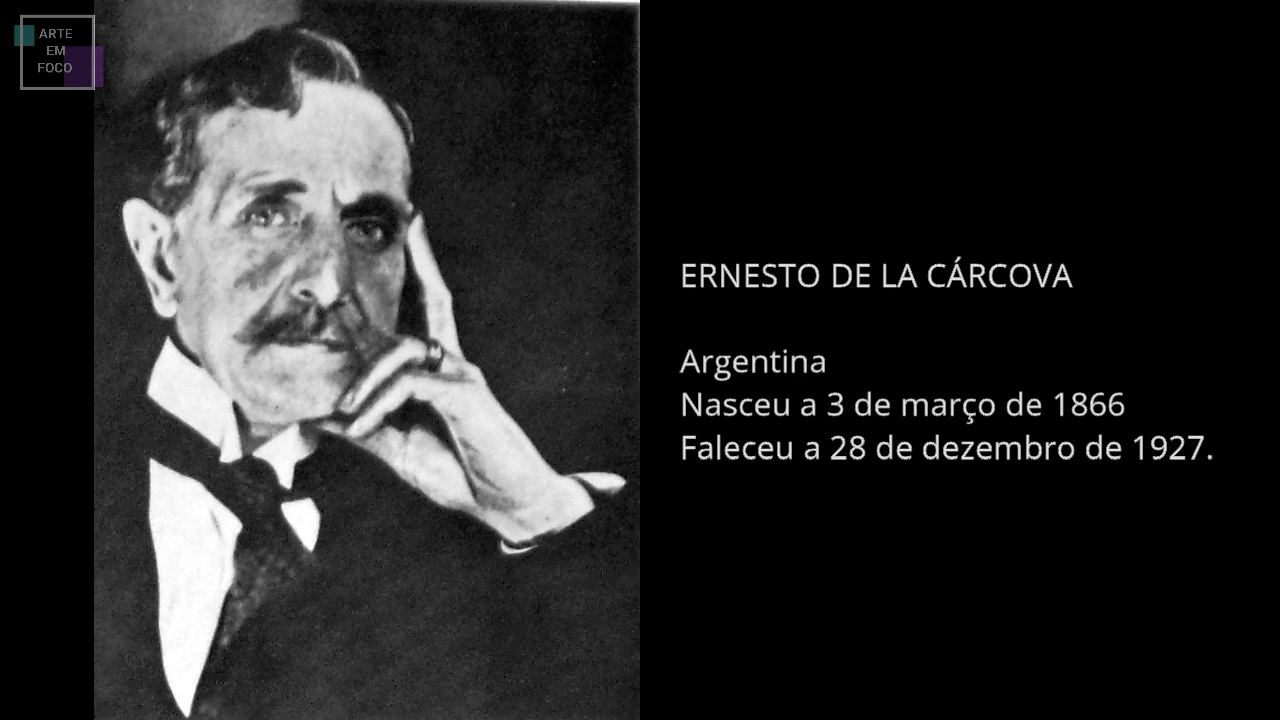 ARTE
EM
FOCO
ERNESTO DE LA CÁRCOVA
Argentina
Nasceu a 3 de março de 1866
Faleceu a 28 de dezembro de 1927.